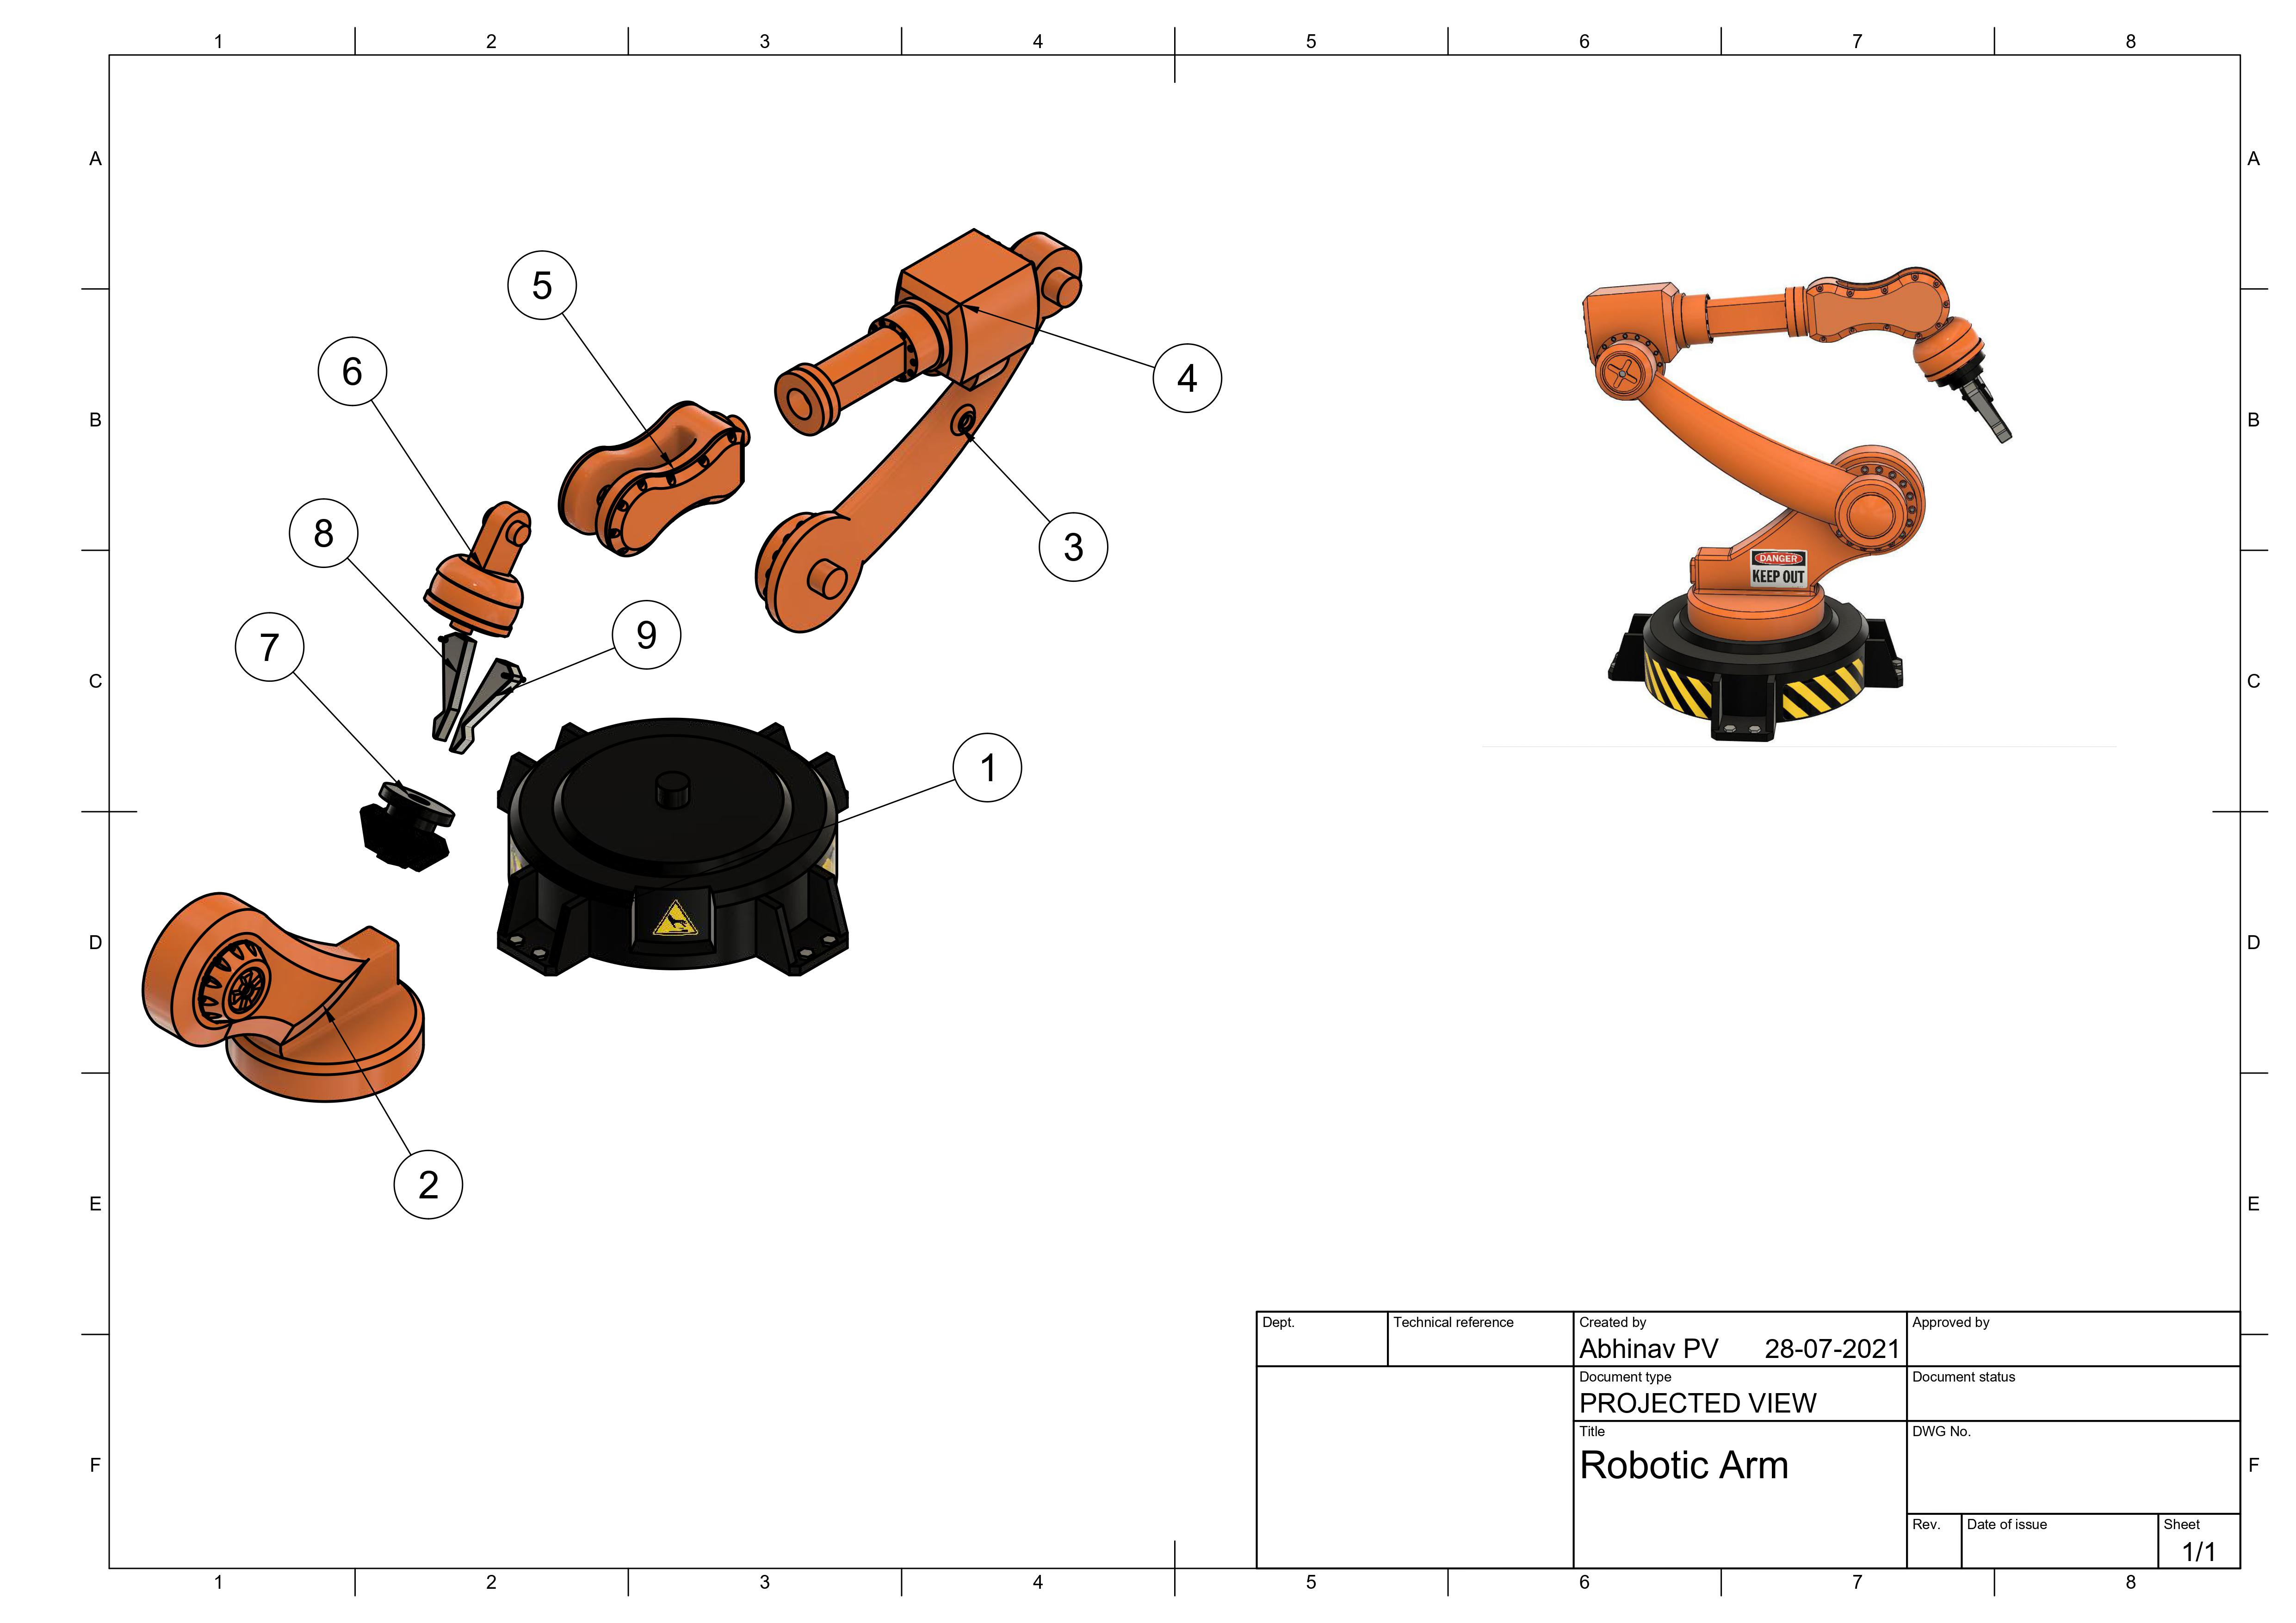 1 2 3 4 5 6 7 8
A A
5
6
4
B B
8
3
9
7
DANGER
KEEP OUT
C C
1
D D
2
E E
Dept. Technical reference Created by Approved by
Abhinav PV 28-07-2021
Document type Document status
PROJECTED VIEW
Title DWG No.
Robotic Arm
F F
Rev. Date of issue Sheet
1/1
1 2 3 4 5 6 7 8